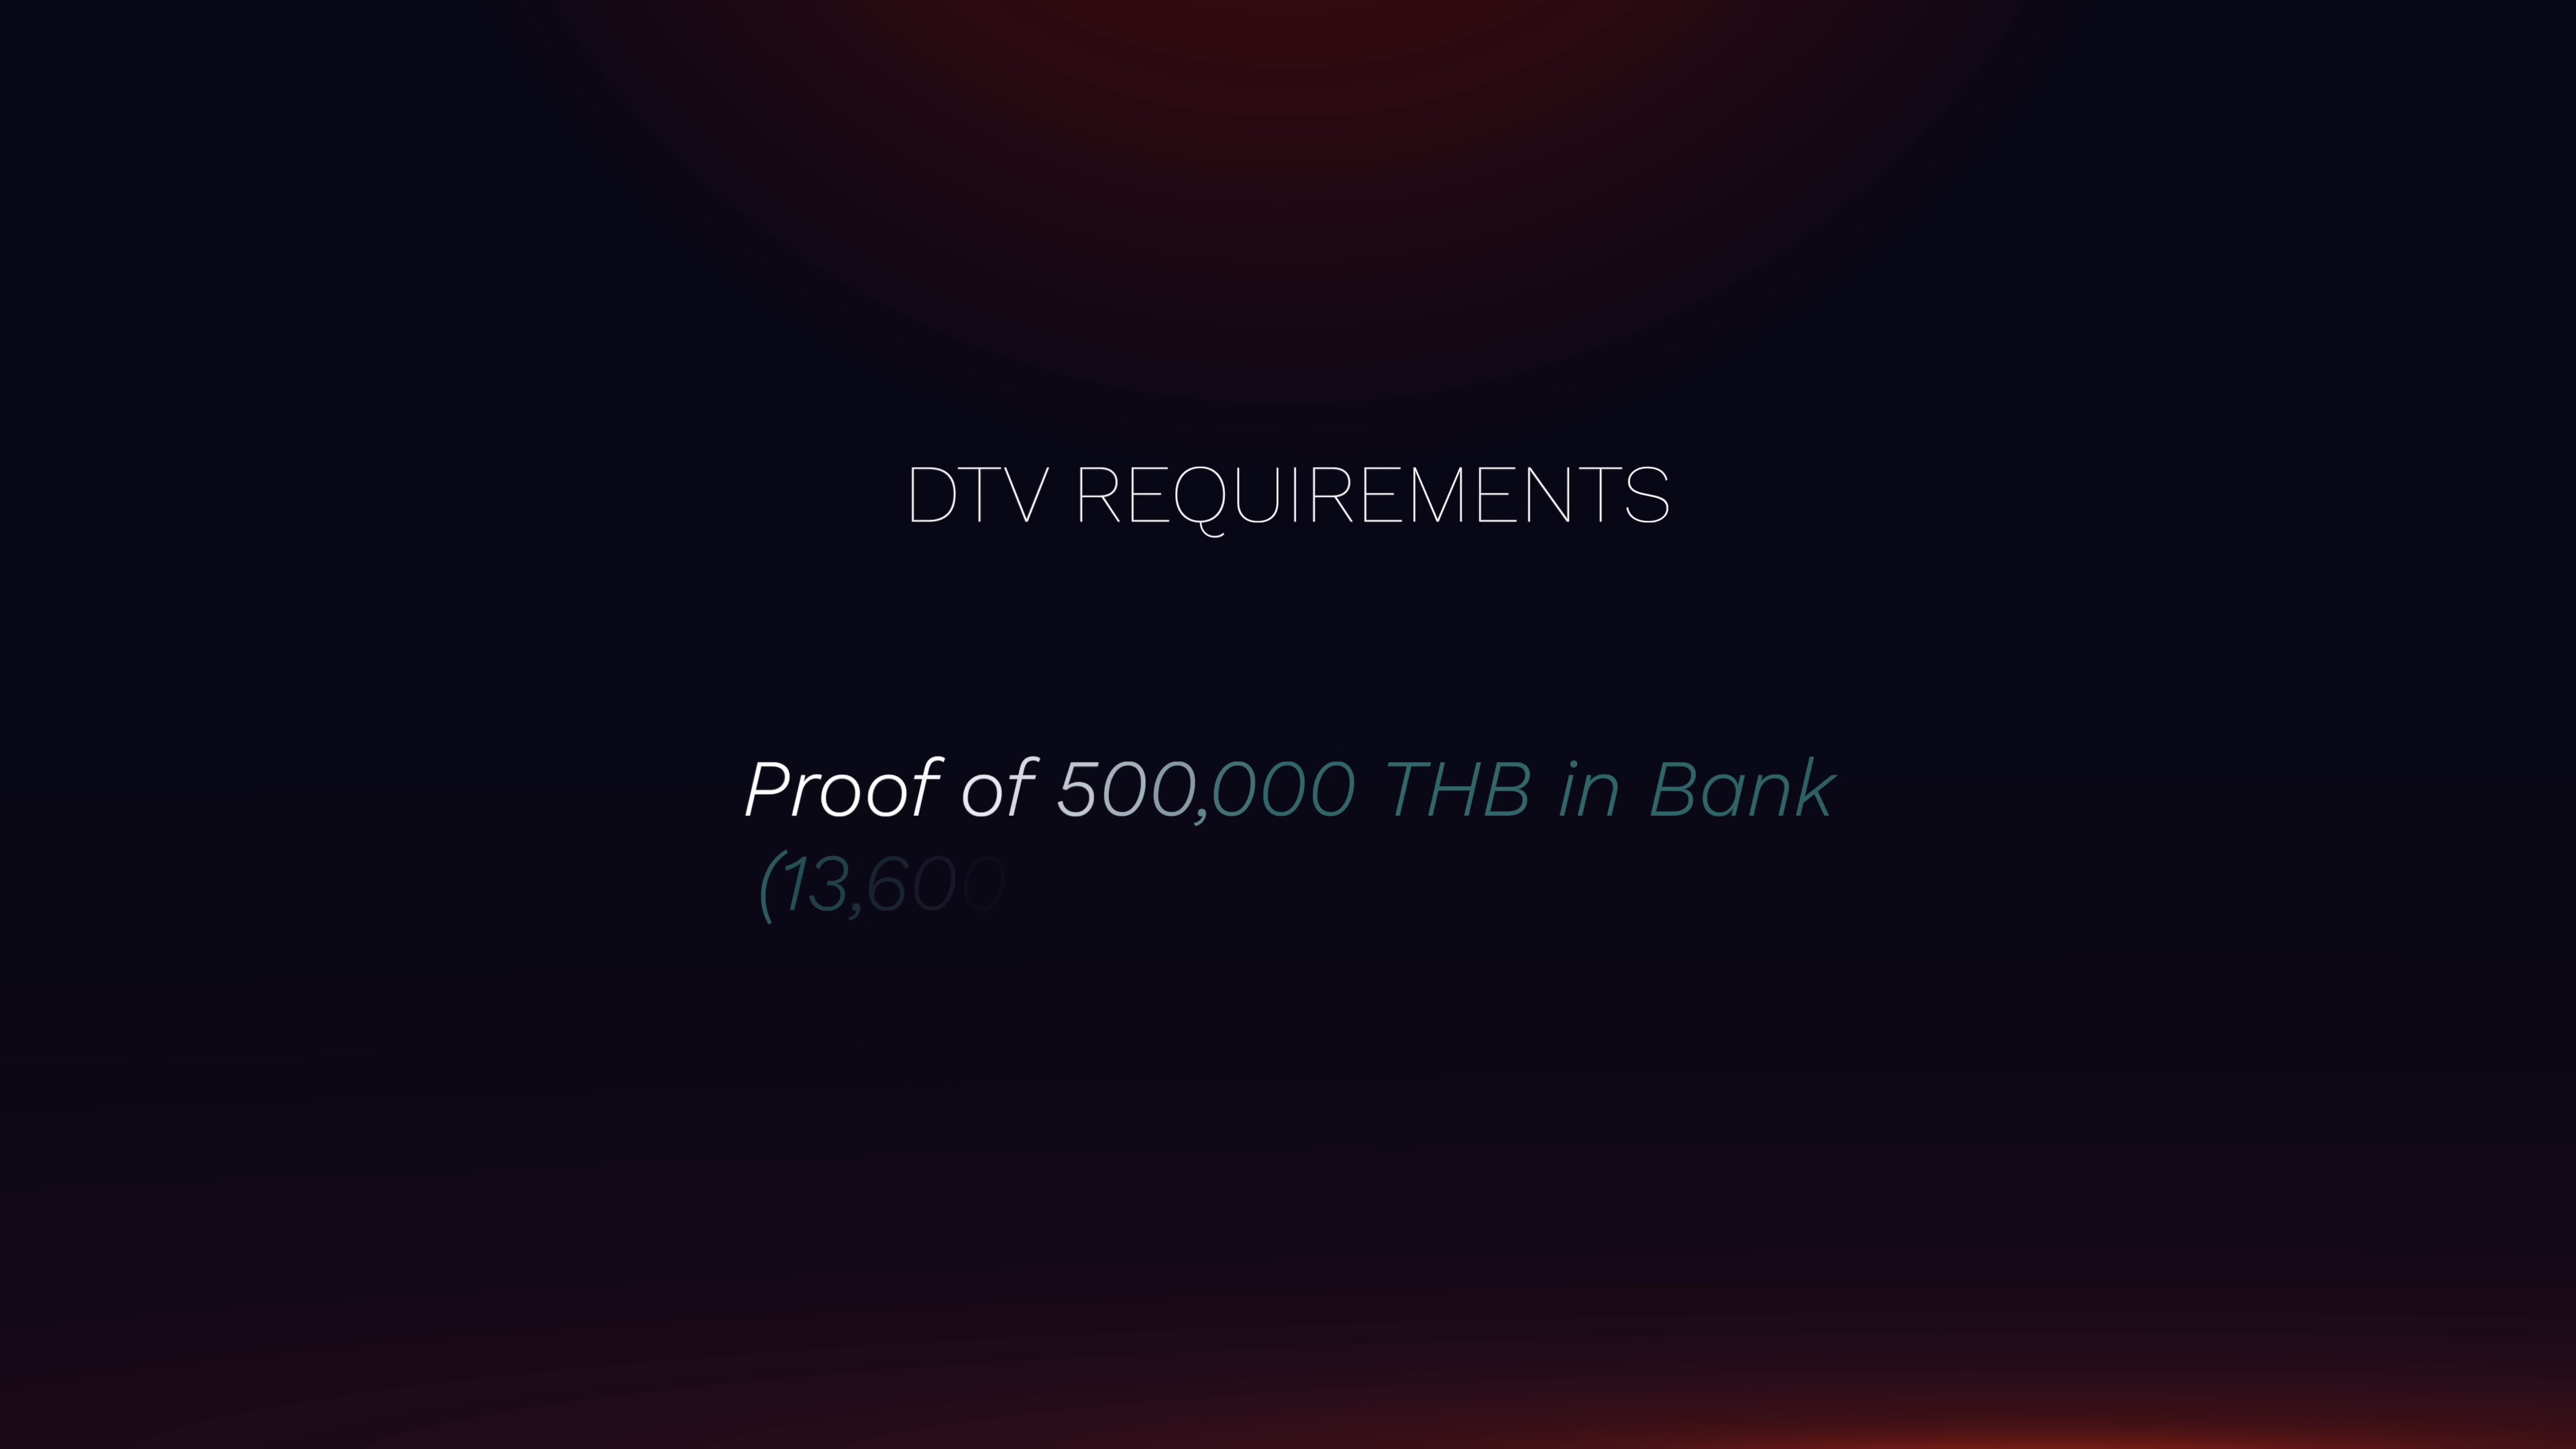 DTV REQUIREMENTS
Proof of 500,000 THB in Bank
(13,600